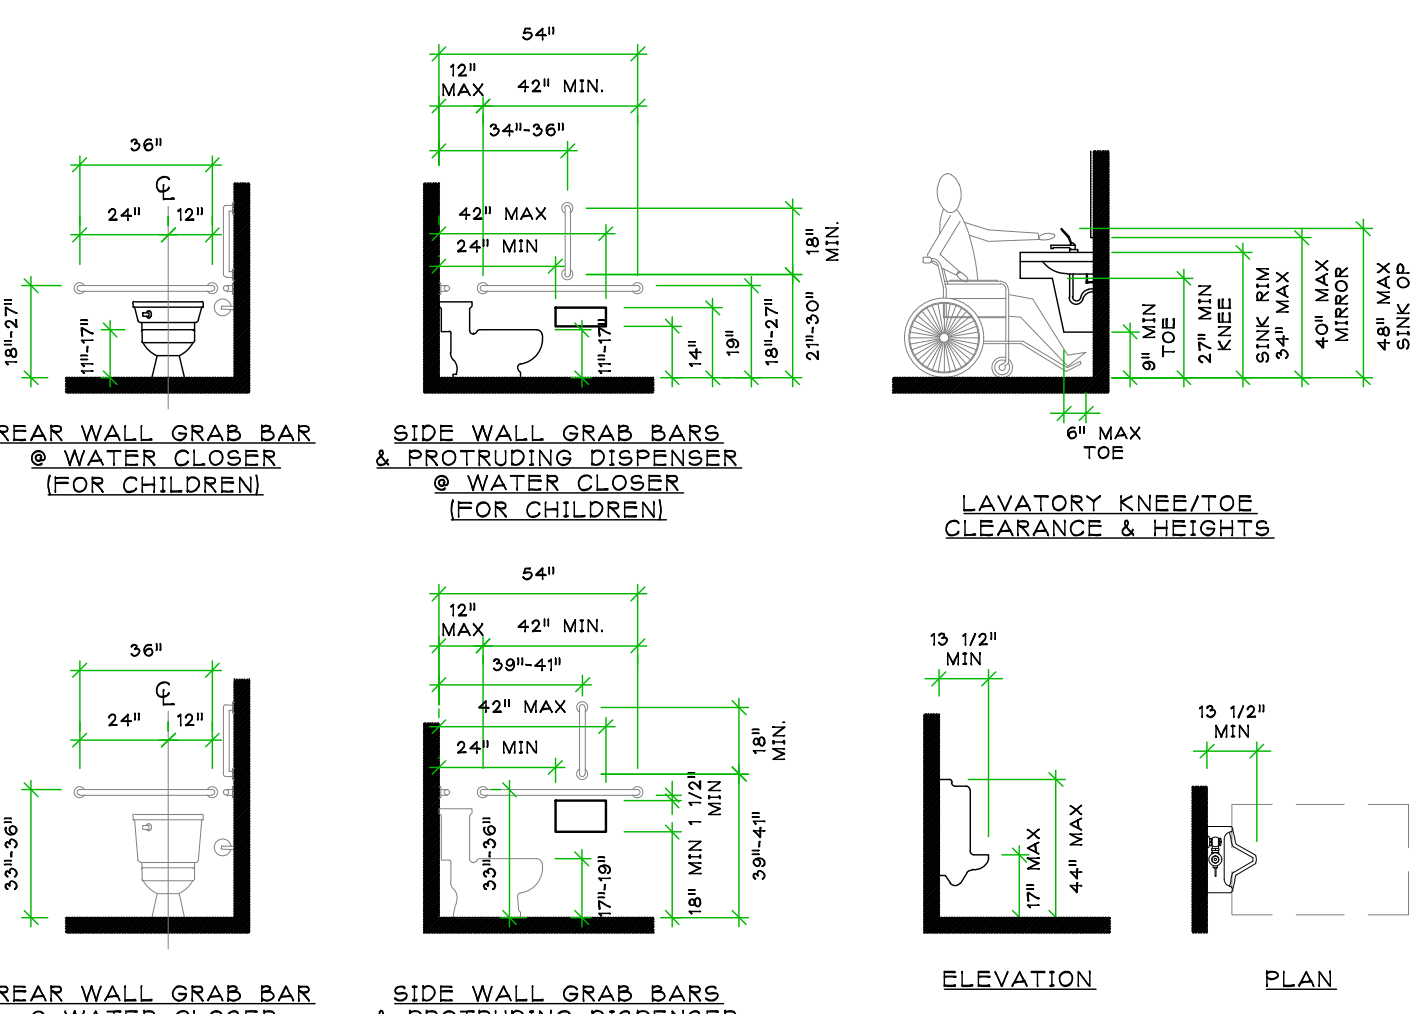 36"
CL
24" 12"
18"-27"
11"-17"
REAR WALL GRAB BAR
@ WATER CLOSER
(FOR CHILDREN)
54"
12"
MAX
42" MIN.
34"-36"
42" MAX
24" MIN
18"
MIN.
11"-17"
14"
19"
18"-27"
21"-30"
SIDE WALL GRAB BARS
& PROTRUDING DISPENSER
@ WATER CLOSER
(FOR CHILDREN)
9" MIN
TOE
27" MIN
KNEE
SINK RIM
34" MAX
40" MAX
MIRROR
48" MAX
SINK OP
6" MAX
TOE
LAVATORY KNEE/TOE
CLEARANCE & HEIGHTS
36"
CL
24" 12"
33"-36"
REAR WALL GRAB BAR
@ WATER CLOSER
54"
12"
MAX
42" MIN.
39"-41"
42" MAX
24" MIN
18"
MIN.
33"-36"
17"-19"
18" MIN
1 1/2"
MIN
39"-41"
SIDE WALL GRAB BARS
& PROTRUDING DISPENSER
13 1/2"
MIN
17" MAX
44" MAX
ELEVATION
13 1/2"
MIN
PLAN